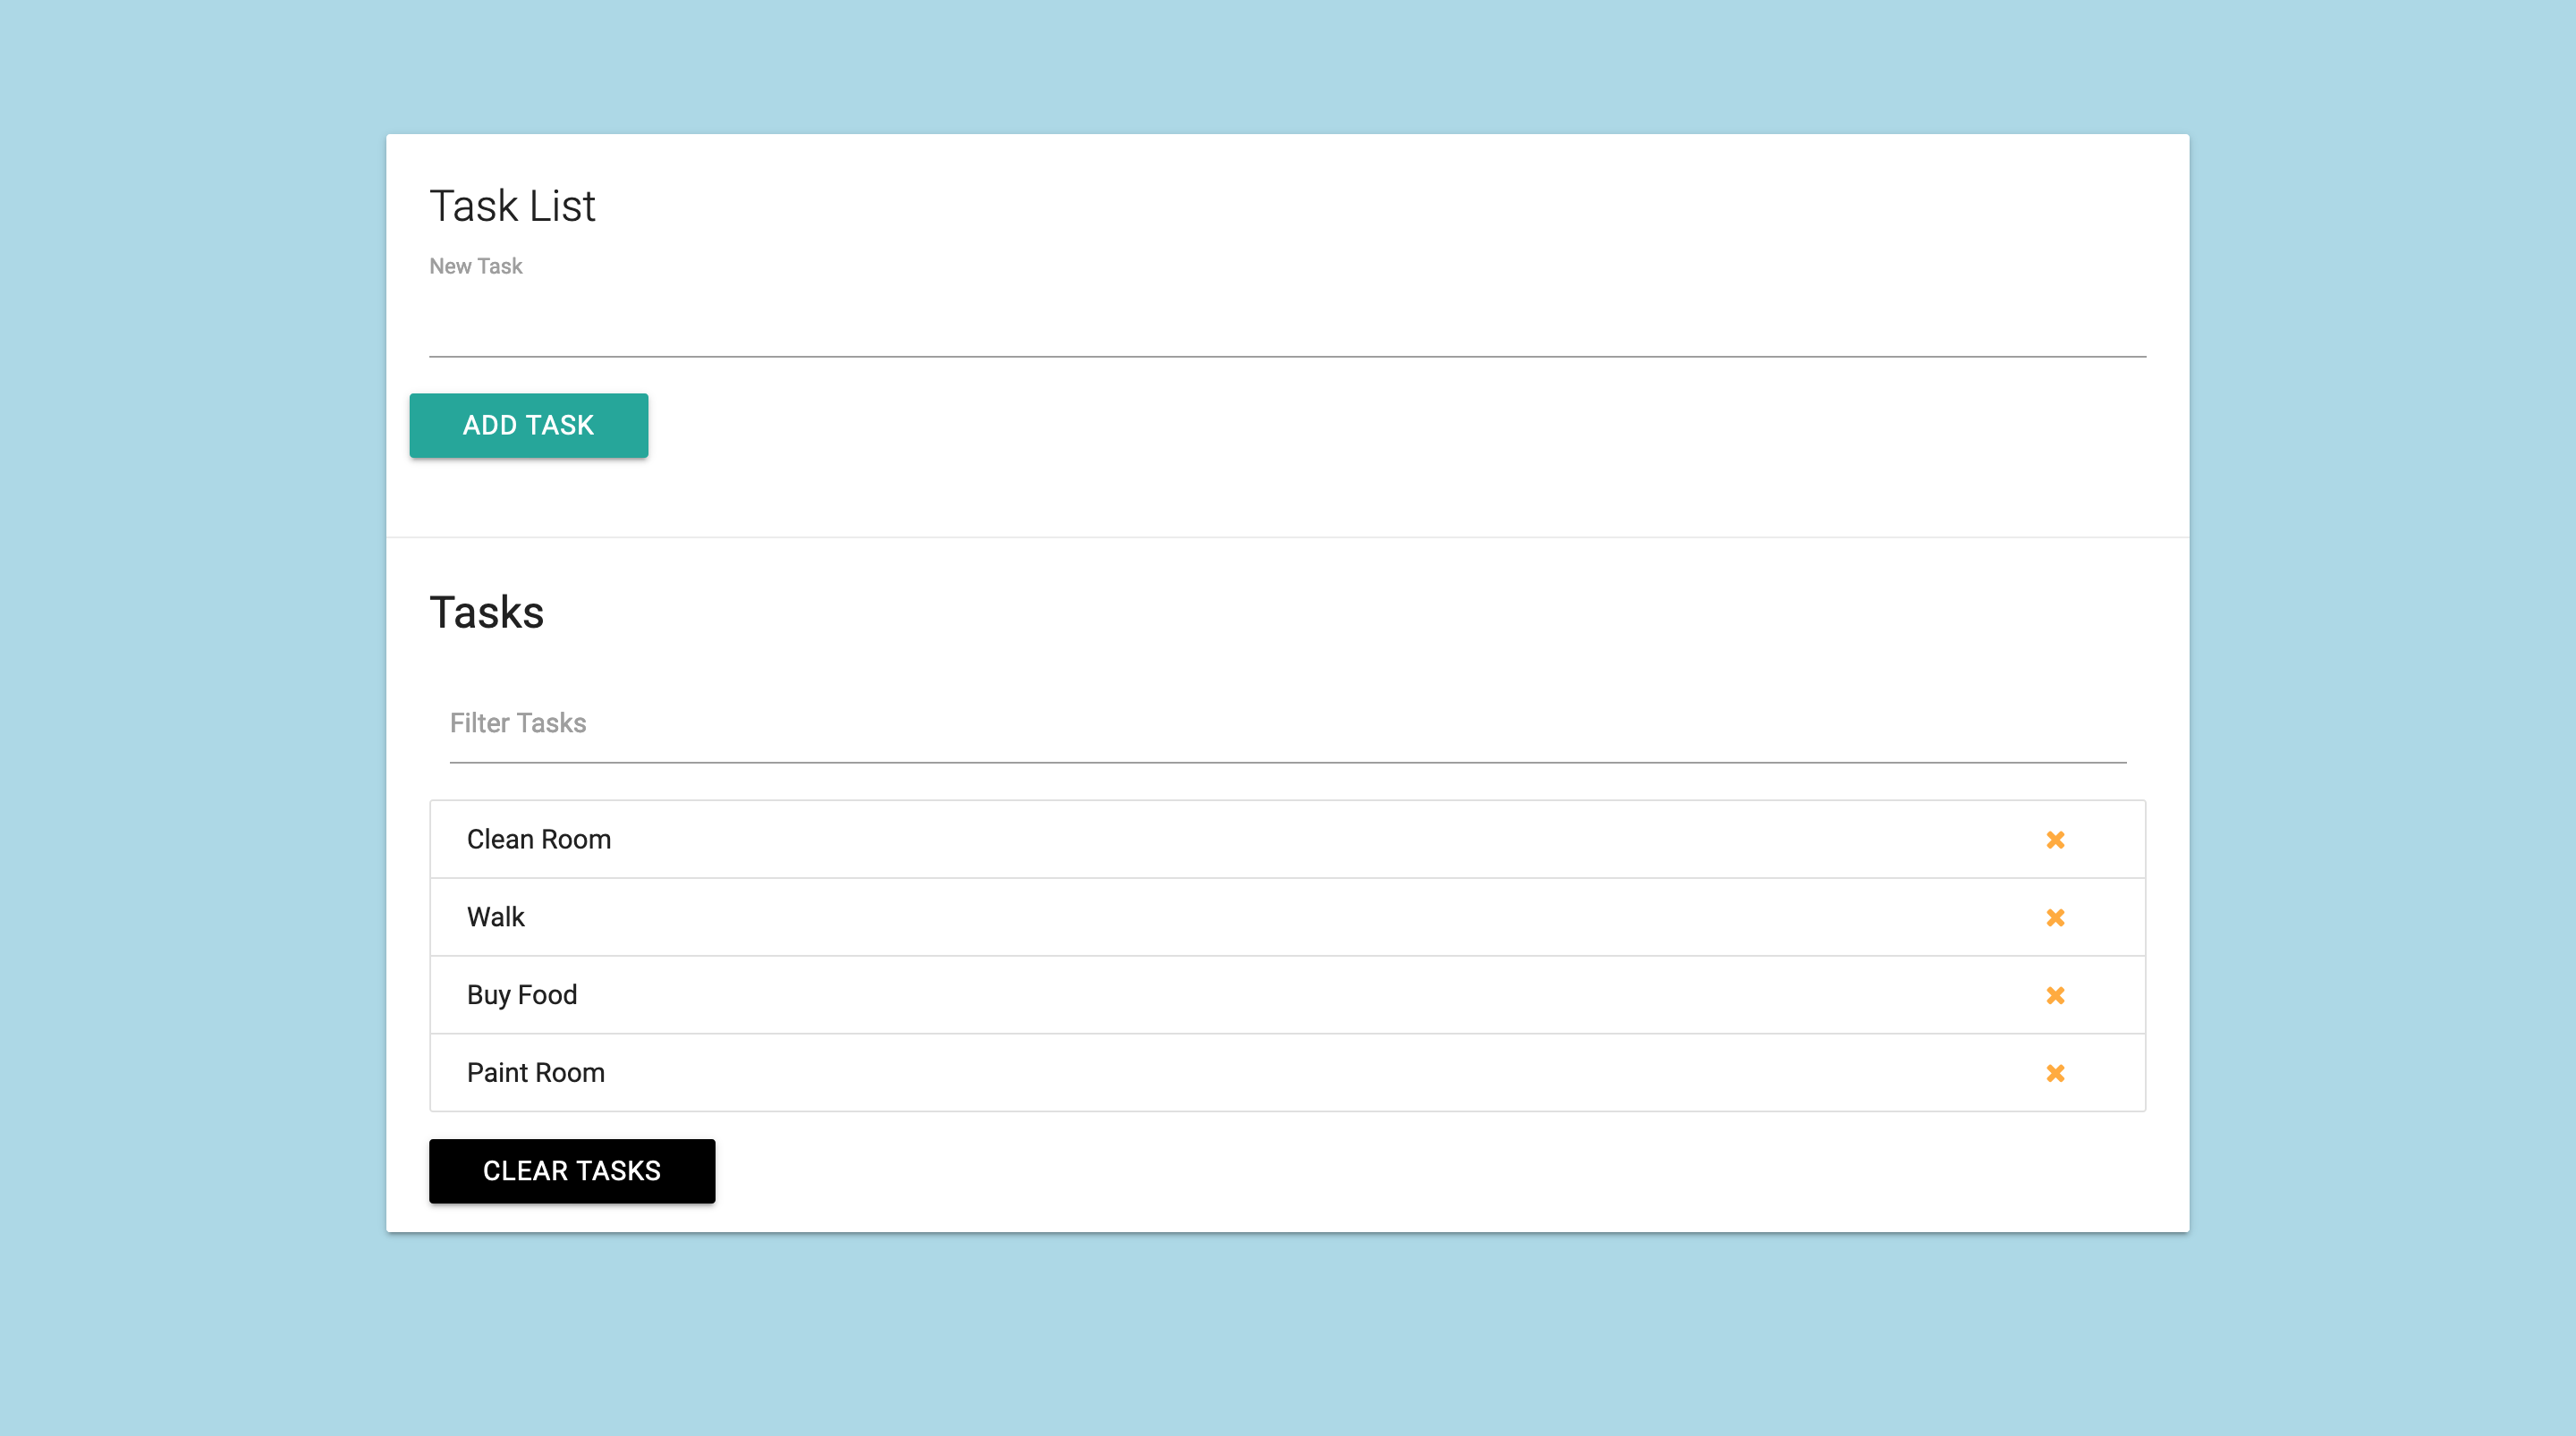 Task List
New Task
ADD TASK
Tasks
Filter Tasks
Clean Room
Walk
Buy Food
Paint Room
CLEAR TASKS